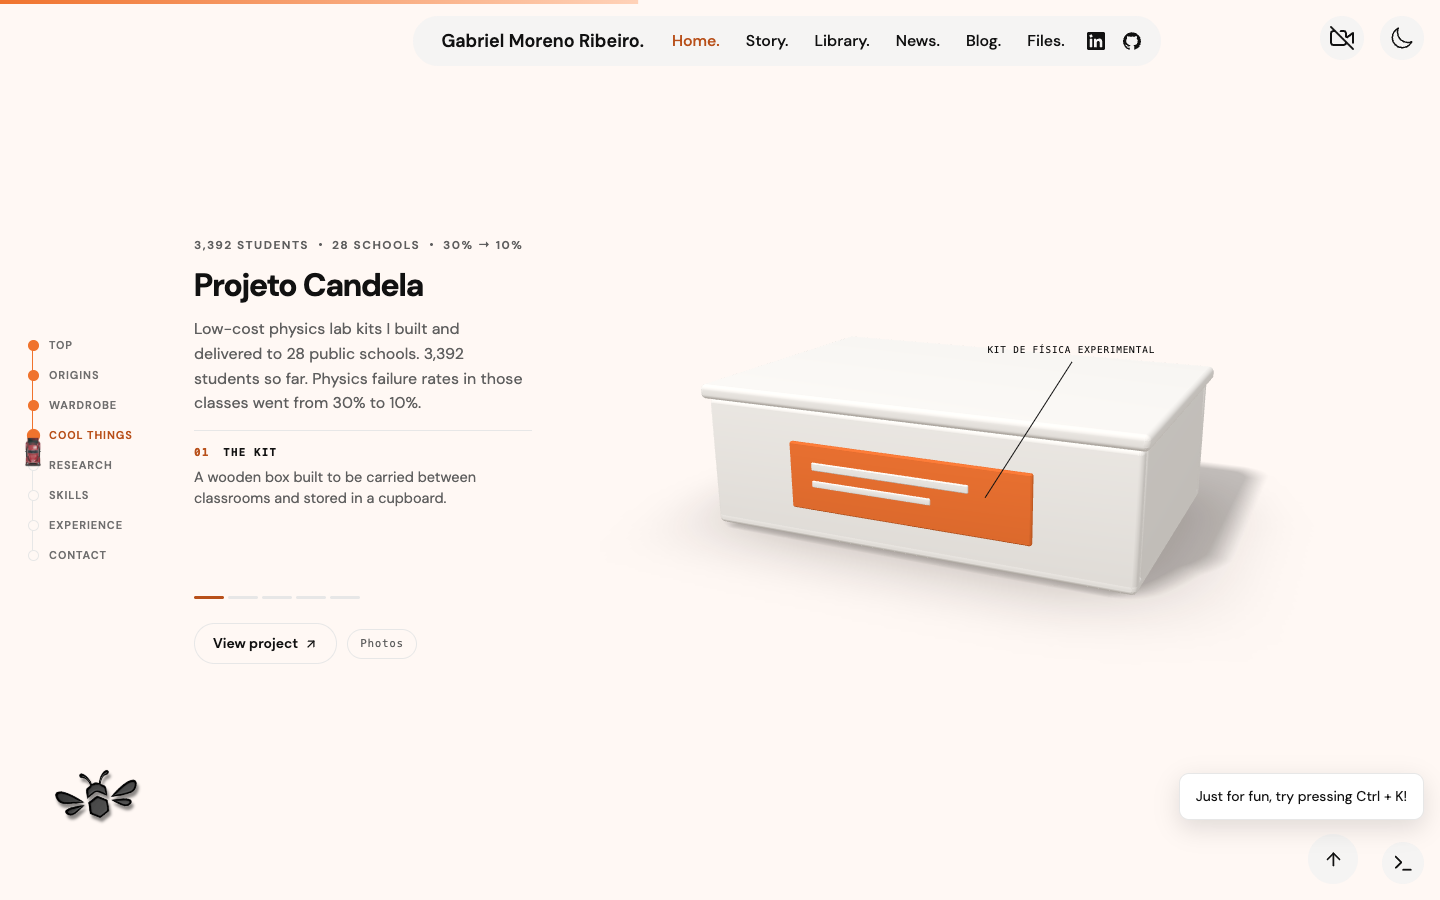 Gabriel Moreno Ribeiro.
Home.
Story.
Library.
News.
Blog.
Files.
3,392 STUDENTS • 28 SCHOOLS • 30% → 10%
Projeto Candela
Low-cost physics lab kits I built and
delivered to 28 public schools. 3,392
students so far. Physics failure rates in those
classes went from 30% to 10%.
01 THE KIT
A wooden box built to be carried between
classrooms and stored in a cupboard.
View project
Photos
TOP
ORIGINS
WARDROBE
COOL THINGS
RESEARCH
SKILLS
EXPERIENCE
CONTACT
KIT DE FÍSICA EXPERIMENTAL
Just for fun, try pressing Ctrl + K!